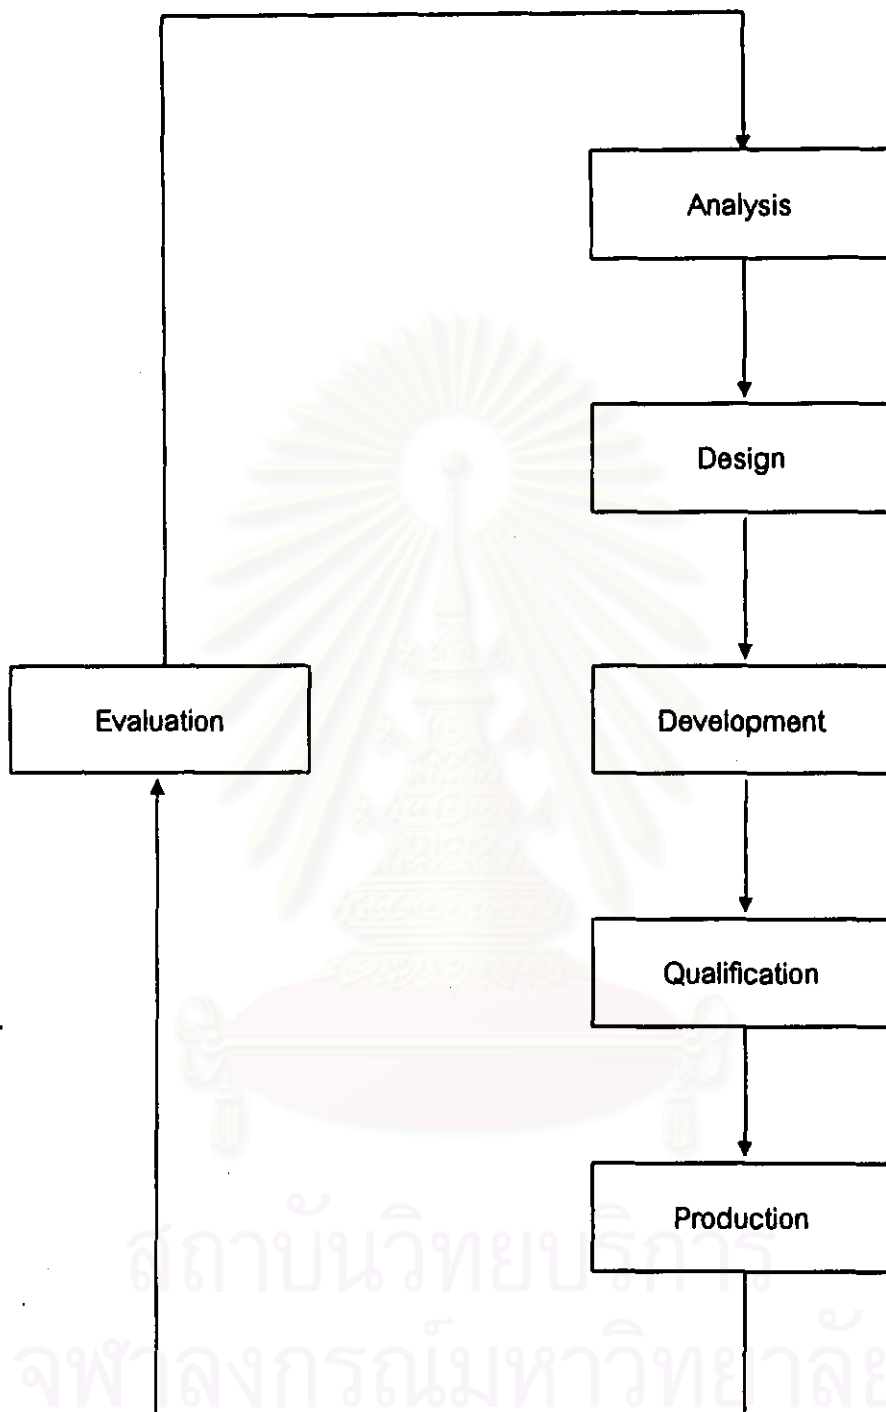 Analysis
Design
Evaluation
Development
Qualification
Production
สถาบันวิทยบริการ
จุฬาลงกรณ์มหาวิทยาลัย